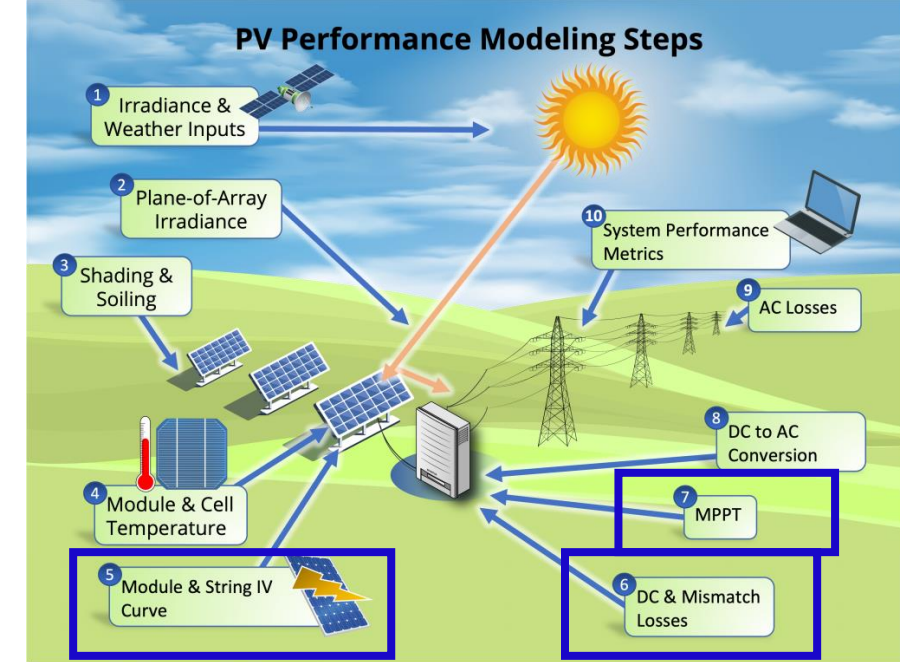 PV Performance Modeling Steps
1
Irradiance &
Weather Inputs
2
Plane-of-Array
Irradiance
3
Shading &
Soiling
4
Module & Cell
Temperature
5
Module & String IV
Curve
6
DC & Mismatch
Losses
7
MPPT
8
DC to AC
Conversion
9
AC Losses
10
System Performance
Metrics